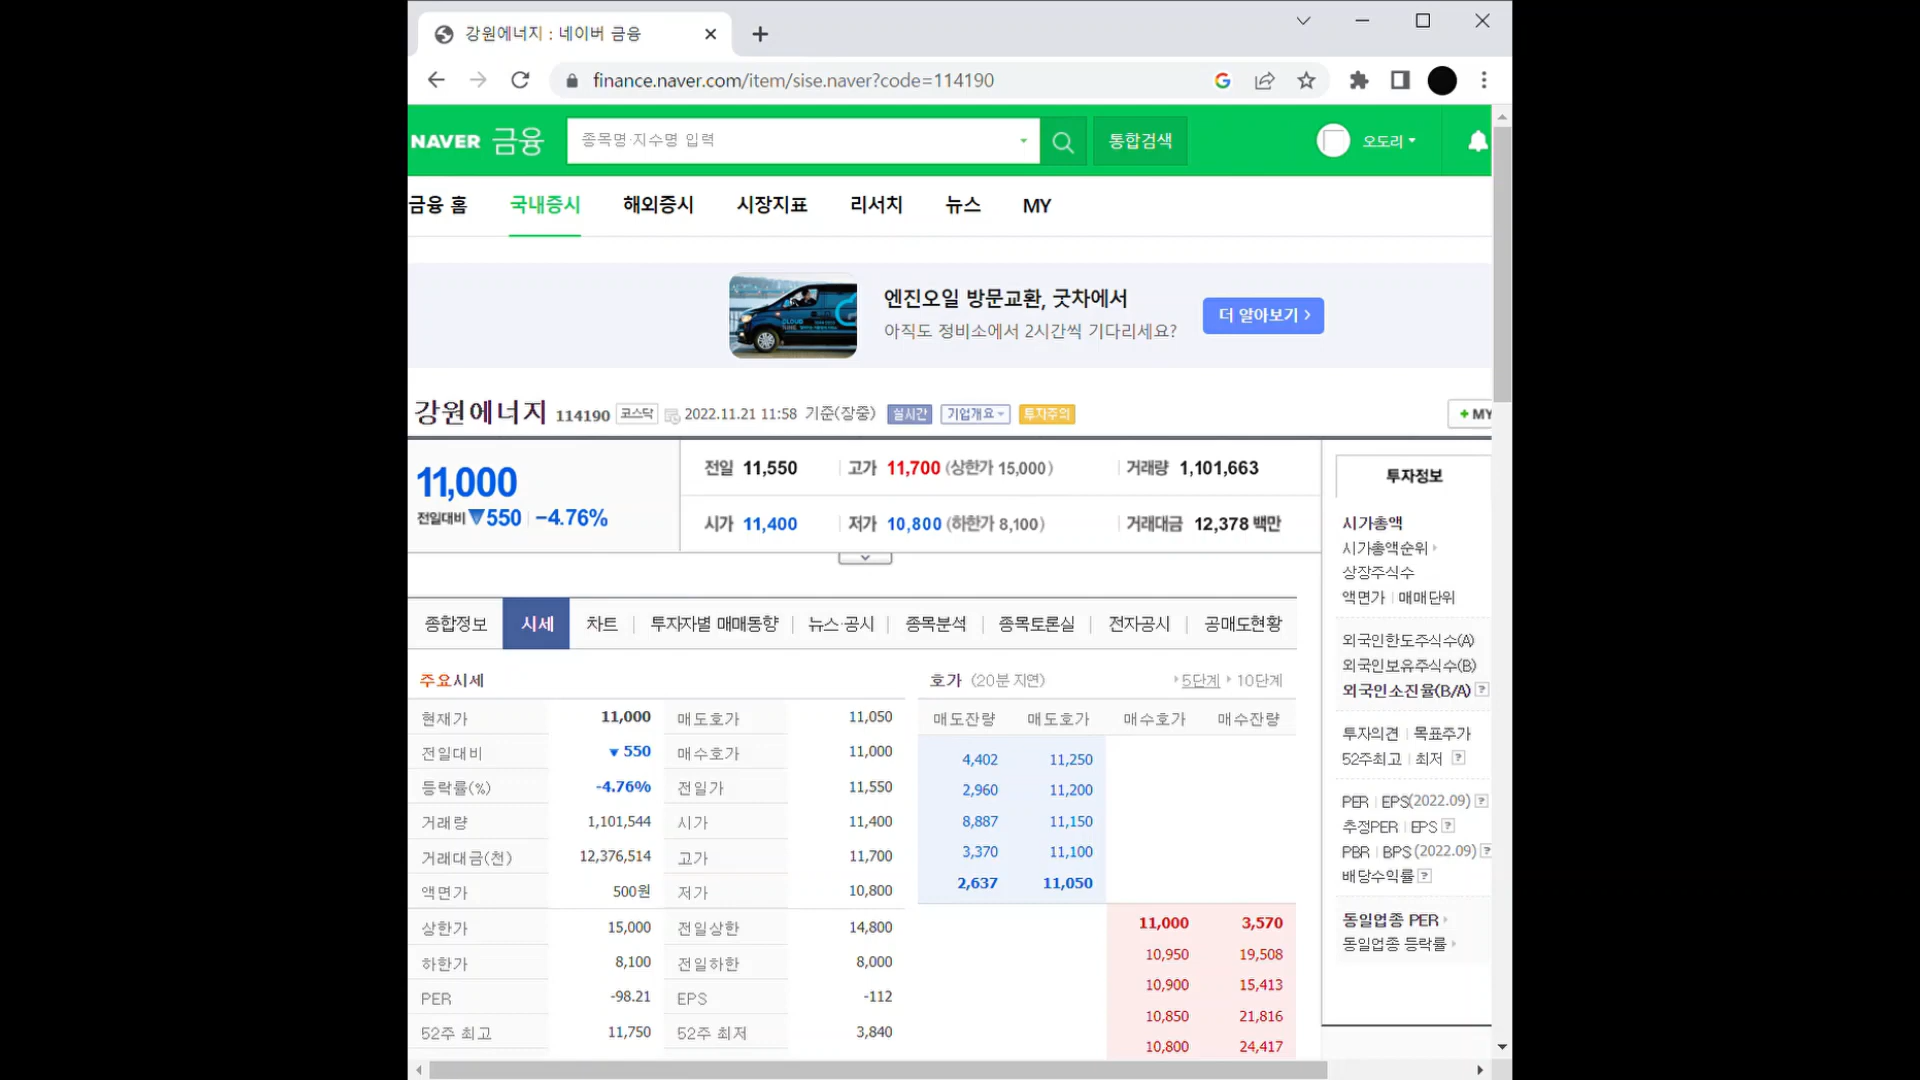 강원에너지 : 네이버 금융
finance.naver.com/item/sise.naver?code=114190
NAVER 금융
종목명·지수명 입력
통합검색
오도리
금융 홈 국내증시 해외증시 시장지표 리서치 뉴스 MY
엔진오일 방문교환, 굿차에서
아직도 정비소에서 2시간씩 기다리세요?
더 알아보기
강원에너지 114190 코스닥 2022.11.21 11:58 기준(장중) 실시간 기업개요 투자주의
+ MY
11,000
전일대비 ▼550 -4.76%
전일 11,550 고가 11,700 (상한가 15,000) 거래량 1,101,663
시가 11,400 저가 10,800 (하한가 8,100) 거래대금 12,378 백만
종합정보 시세 차트 투자자별 매매동향 뉴스·공시 종목분석 종목토론실 전자공시 공매도현황
주요시세
현재가 11,000 매도호가 11,050
전일대비 ▼ 550 매수호가 11,000
등락률(%) -4.76% 전일가 11,550
거래량 1,101,544 시가 11,400
거래대금(천) 12,376,514 고가 11,700
액면가 500원 저가 10,800
상한가 15,000 전일상한 14,800
하한가 8,100 전일하한 8,000
PER -98.21 EPS -112
52주 최고 11,750 52주 최저 3,840
호가 (20분 지연) 5단계 10단계
매도잔량 매도호가 매수호가 매수잔량
4,402 11,250
2,960 11,200
8,887 11,150
3,370 11,100
2,637 11,050
11,000 3,570
10,950 19,508
10,900 15,413
10,850 21,816
10,800 24,417
투자정보
시가총액
시가총액순위
상장주식수
액면가 매매단위
외국인한도주식수(A)
외국인보유주식수(B)
외국인소진율(B/A) ?
투자의견 목표주가
52주최고 최저 ?
PER EPS(2022.09) ?
추정PER EPS ?
PBR BPS (2022.09) ?
배당수익률 ?
동일업종 PER
동일업종 등락률